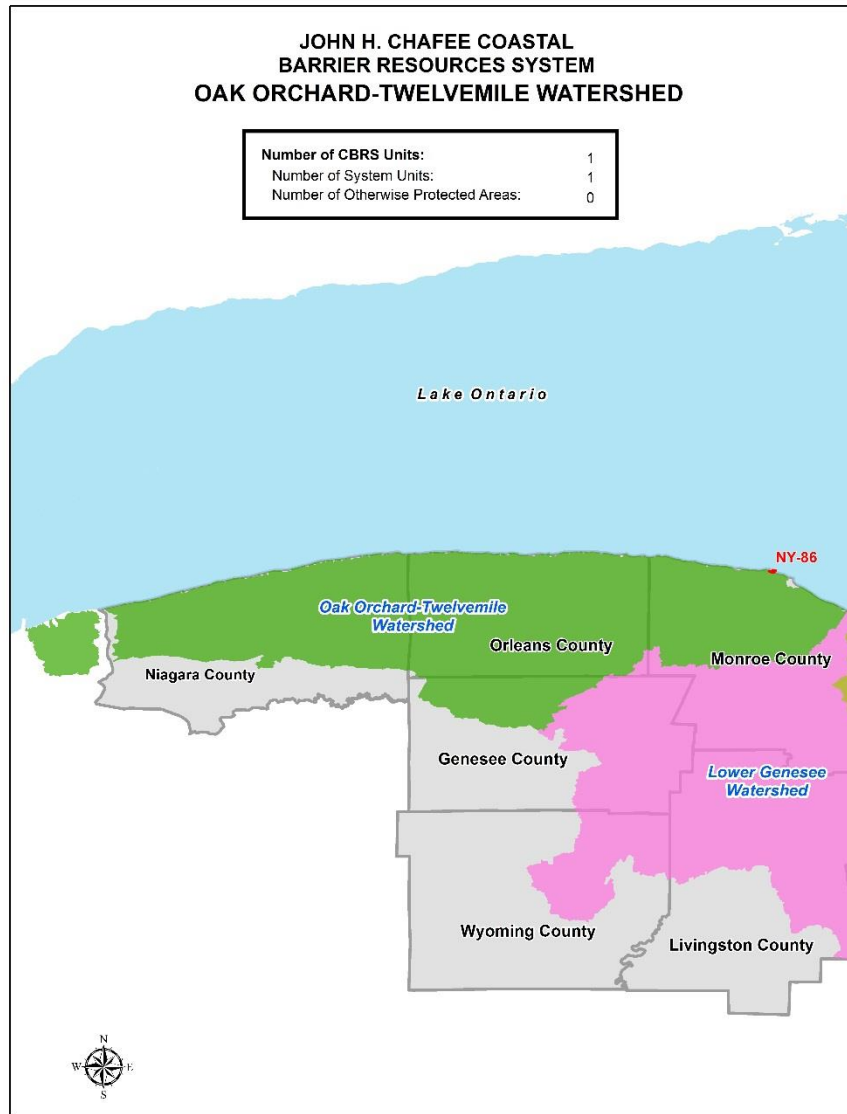 JOHN H. CHAFEE COASTAL
BARRIER RESOURCES SYSTEM
OAK ORCHARD-TWELVEMILE WATERSHED
Number of CBRS Units: 1
Number of System Units: 1
Number of Otherwise Protected Areas: 0
Lake Ontario
NY-86
Oak Orchard-Twelvemile
Watershed
Orleans County
Monroe County
Niagara County
Genesee County
Lower Genesee
Watershed
Wyoming County
Livingston County
N
W E
S